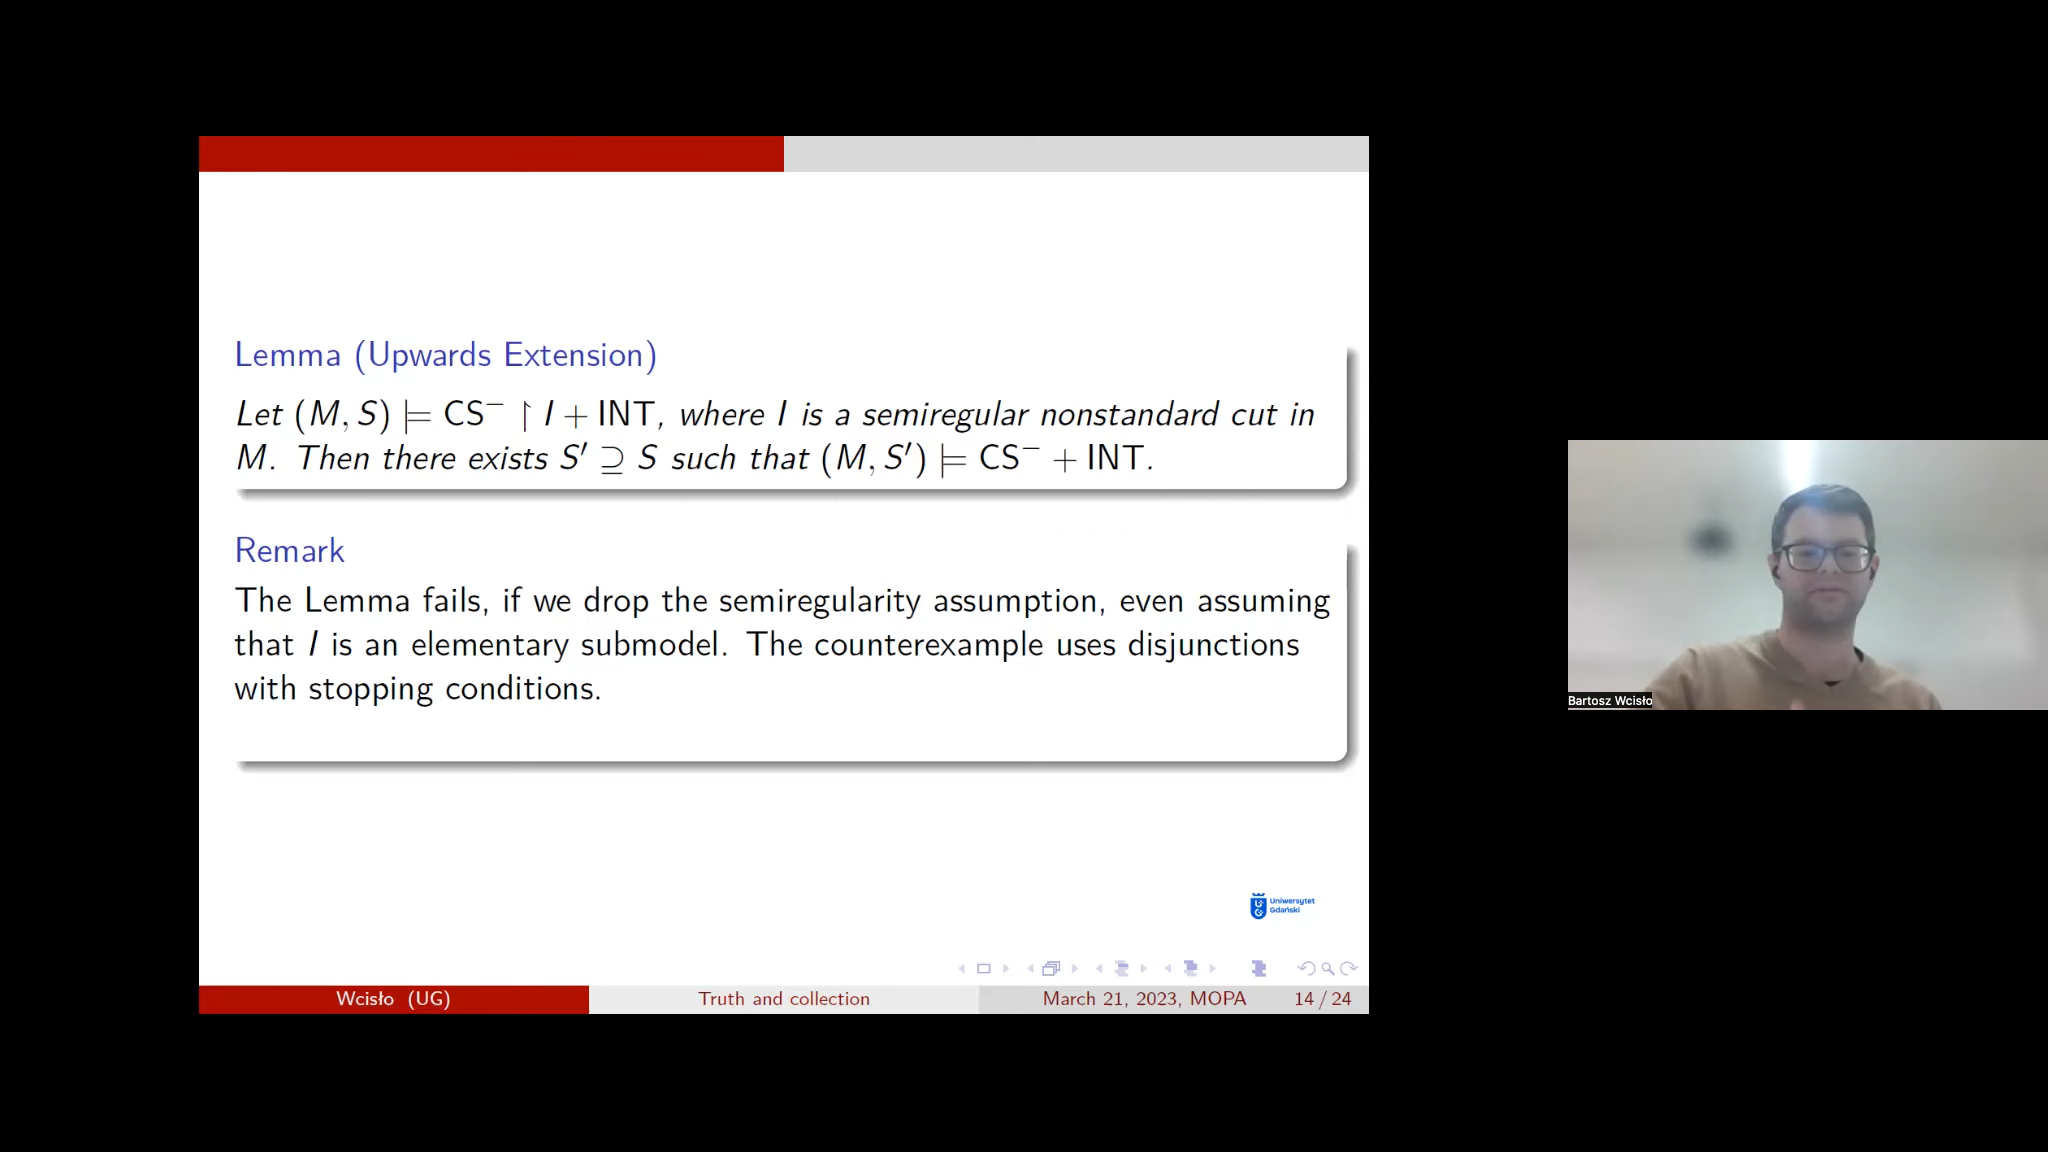 Lemma (Upwards Extension)
Let (M, S) ⊨ CS⁻ ↾ I + INT, where I is a semiregular nonstandard cut in
M. Then there exists S′ ⊇ S such that (M, S′) ⊨ CS⁻ + INT.
Remark
The Lemma fails, if we drop the semiregularity assumption, even assuming
that I is an elementary submodel. The counterexample uses disjunctions
with stopping conditions.
Bartosz Wcisło
Uniwersytet
Gdański
Wcisło (UG) Truth and collection March 21, 2023, MOPA 14 / 24